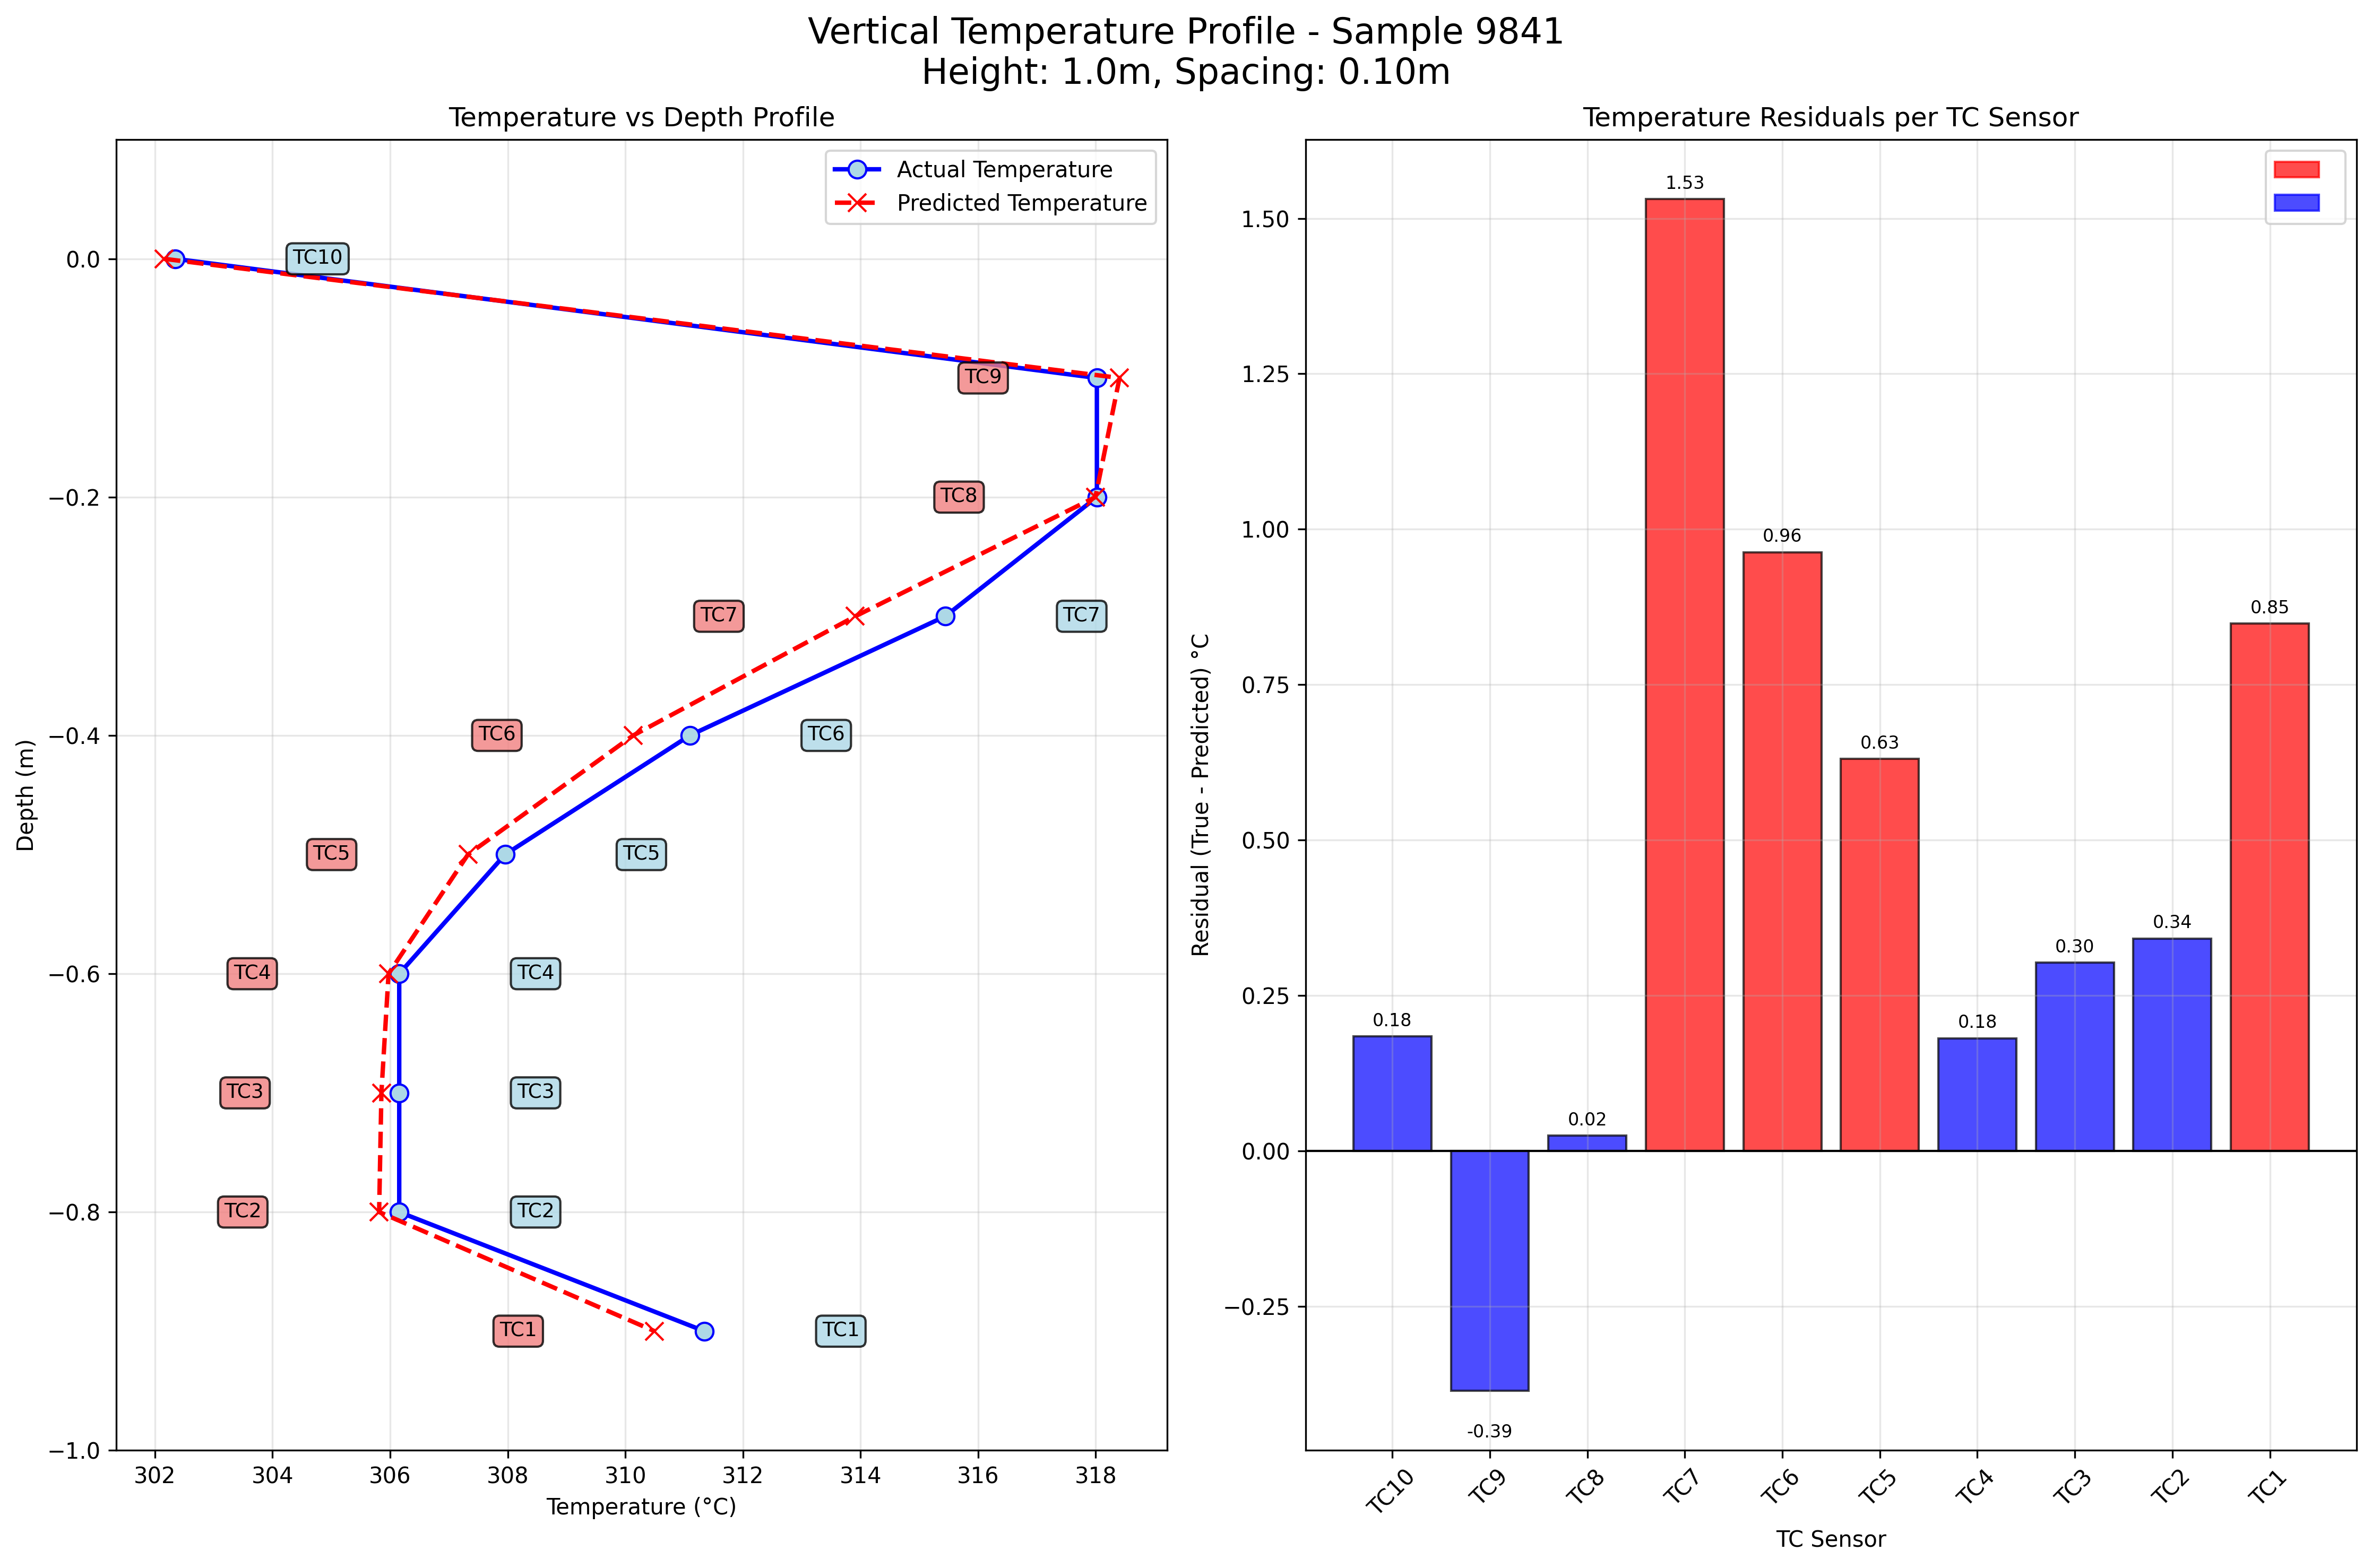 Vertical Temperature Profile - Sample 9841
Height: 1.0m, Spacing: 0.10m
Temperature vs Depth Profile
Actual Temperature
Predicted Temperature
0.0
−0.2
−0.4
−0.6
−0.8
−1.0
Depth (m)
TC10
TC9
TC8
TC7
TC7
TC6
TC6
TC5
TC5
TC4
TC4
TC3
TC3
TC2
TC2
TC1
TC1
302 304 306 308 310 312 314 316 318
Temperature (°C)
Temperature Residuals per TC Sensor
1.50
1.25
1.00
0.75
0.50
0.25
0.00
−0.25
Residual (True - Predicted) °C
0.18
-0.39
0.02
1.53
0.96
0.63
0.18
0.30
0.34
0.85
TC10 TC9 TC8 TC7 TC6 TC5 TC4 TC3 TC2 TC1
TC Sensor